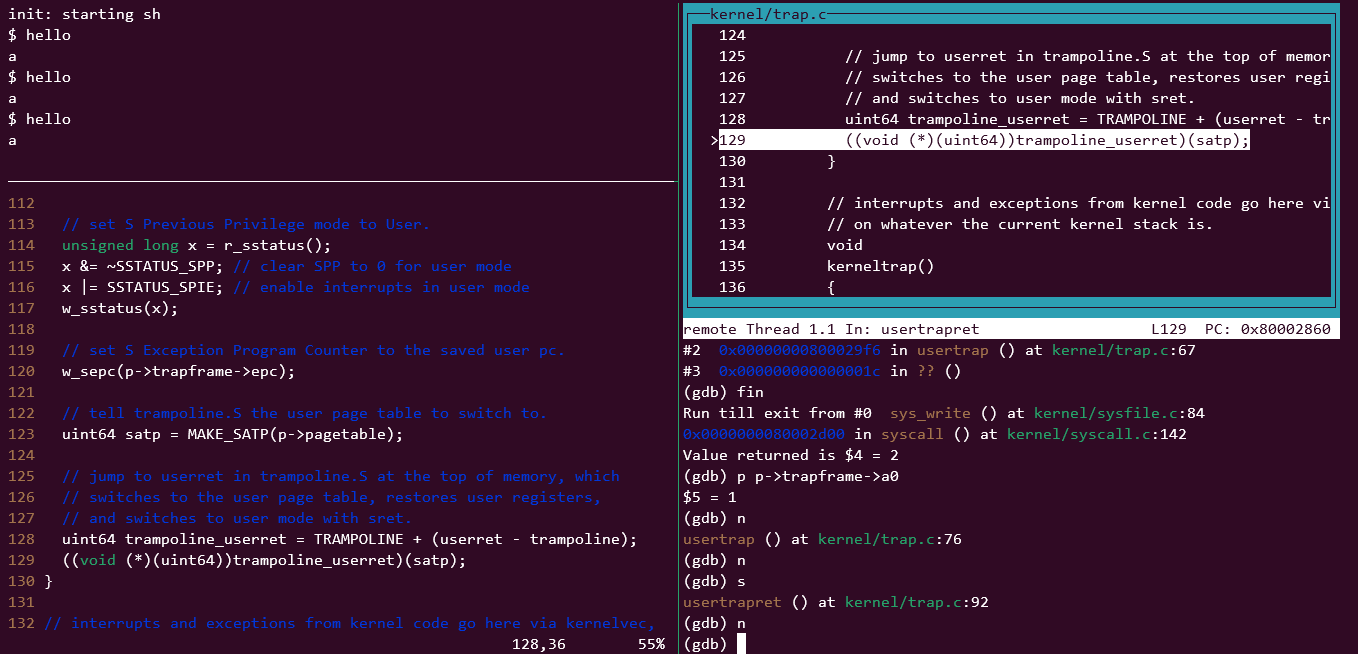 init: starting sh
$ hello
a
$ hello
a
$ hello
a
112
113   // set S Previous Privilege mode to User.
114   unsigned long x = r_sstatus();
115   x &= ~SSTATUS_SPP; // clear SPP to 0 for user mode
116   x |= SSTATUS_SPIE; // enable interrupts in user mode
117   w_sstatus(x);
118
119   // set S Exception Program Counter to the saved user pc.
120   w_sepc(p->trapframe->epc);
121
122   // tell trampoline.S the user page table to switch to.
123   uint64 satp = MAKE_SATP(p->pagetable);
124
125   // jump to userret in trampoline.S at the top of memory, which
126   // switches to the user page table, restores user registers,
127   // and switches to user mode with sret.
128   uint64 trampoline_userret = TRAMPOLINE + (userret - trampoline);
129   ((void (*)(uint64))trampoline_userret)(satp);
130 }
131
132 // interrupts and exceptions from kernel code go here via kernelvec,
128,36        55%
kernel/trap.c
124
125           // jump to userret in trampoline.S at the top of memor
126           // switches to the user page table, restores user regi
127           // and switches to user mode with sret.
128           uint64 trampoline_userret = TRAMPOLINE + (userret - tr
>129           ((void (*)(uint64))trampoline_userret)(satp);
130         }
131
132         // interrupts and exceptions from kernel code go here vi
133         // on whatever the current kernel stack is.
134         void
135         kerneltrap()
136         {
remote Thread 1.1 In: usertrapret                   L129  PC: 0x80002860
#2  0x00000000800029f6 in usertrap () at kernel/trap.c:67
#3  0x000000000000001c in ?? ()
(gdb) fin
Run till exit from #0  sys_write () at kernel/sysfile.c:84
0x0000000080002d00 in syscall () at kernel/syscall.c:142
Value returned is $4 = 2
(gdb) p p->trapframe->a0
$5 = 1
(gdb) n
usertrap () at kernel/trap.c:76
(gdb) n
(gdb) s
usertrapret () at kernel/trap.c:92
(gdb) n
(gdb)